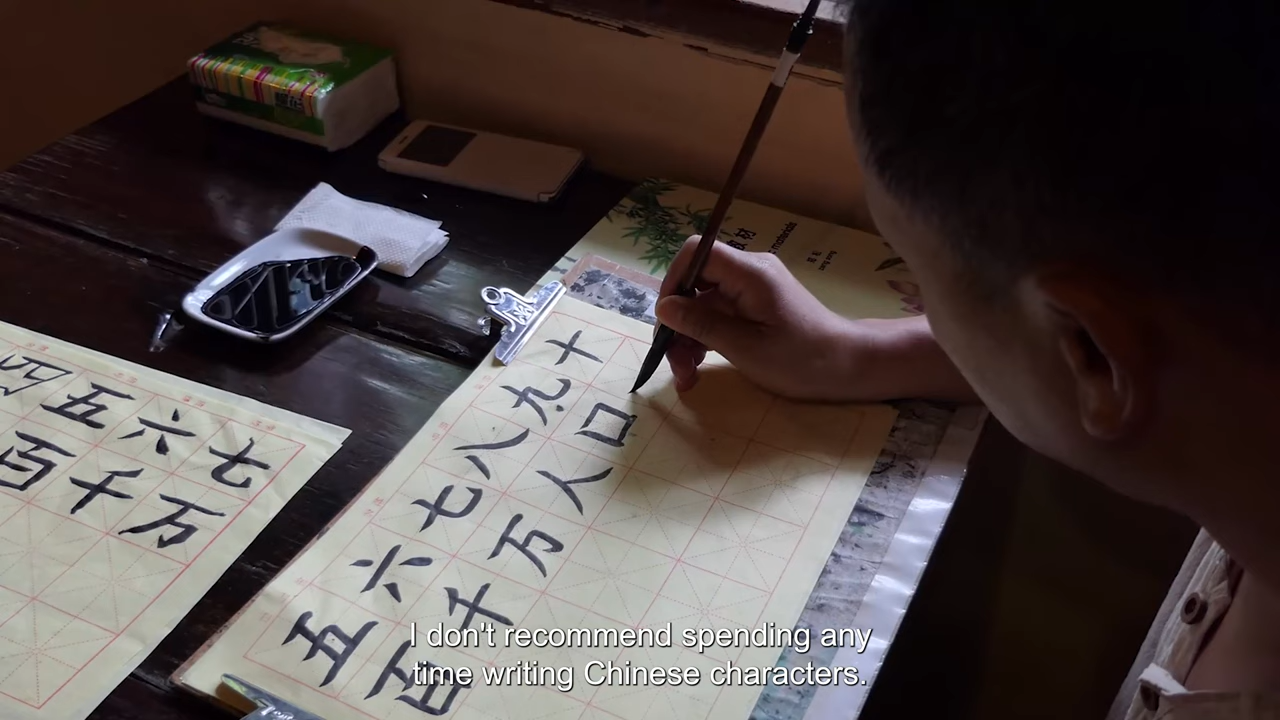 四五六七
百千万
五六七八九十
百千万人口
materials
I don't recommend spending any
time writing Chinese characters.